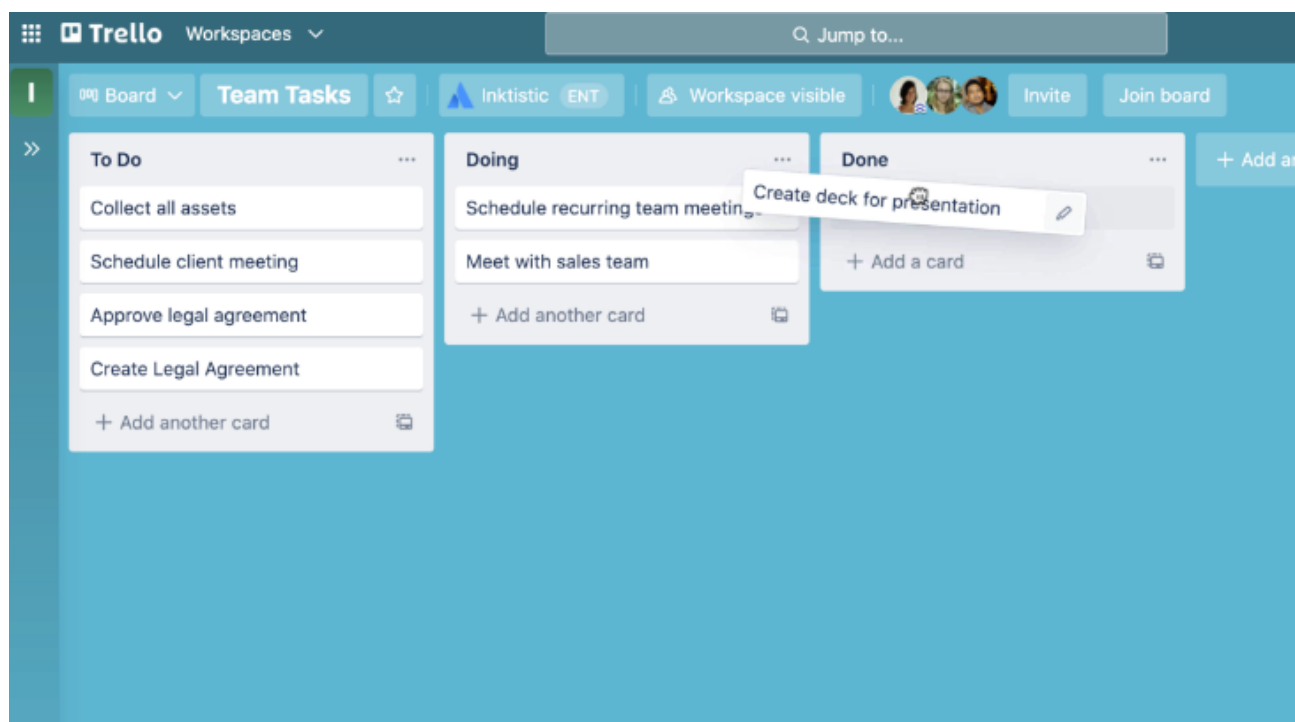 Trello Workspaces Jump to...
I Board Team Tasks Inktistic ENT Workspace visible Invite Join board
To Do
Collect all assets
Schedule client meeting
Approve legal agreement
Create Legal Agreement
+ Add another card
Doing
Schedule recurring team meeting
Meet with sales team
+ Add another card
Done
Create deck for presentation
+ Add a card
+ Add